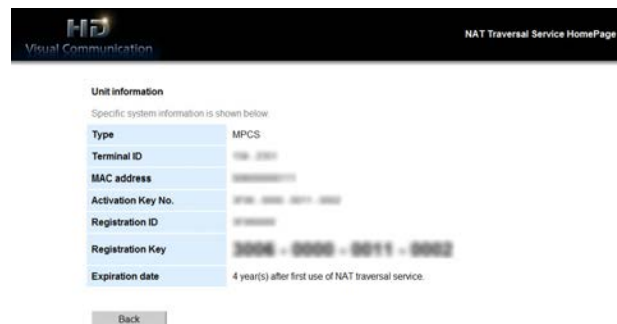 HD
Visual Communication
NAT Traversal Service HomePage
Unit information
Specific system information is shown below.
Type MPCS
Terminal ID
MAC address
Activation Key No.
Registration ID
Registration Key
Expiration date 4 year(s) after first use of NAT traversal service.
Back